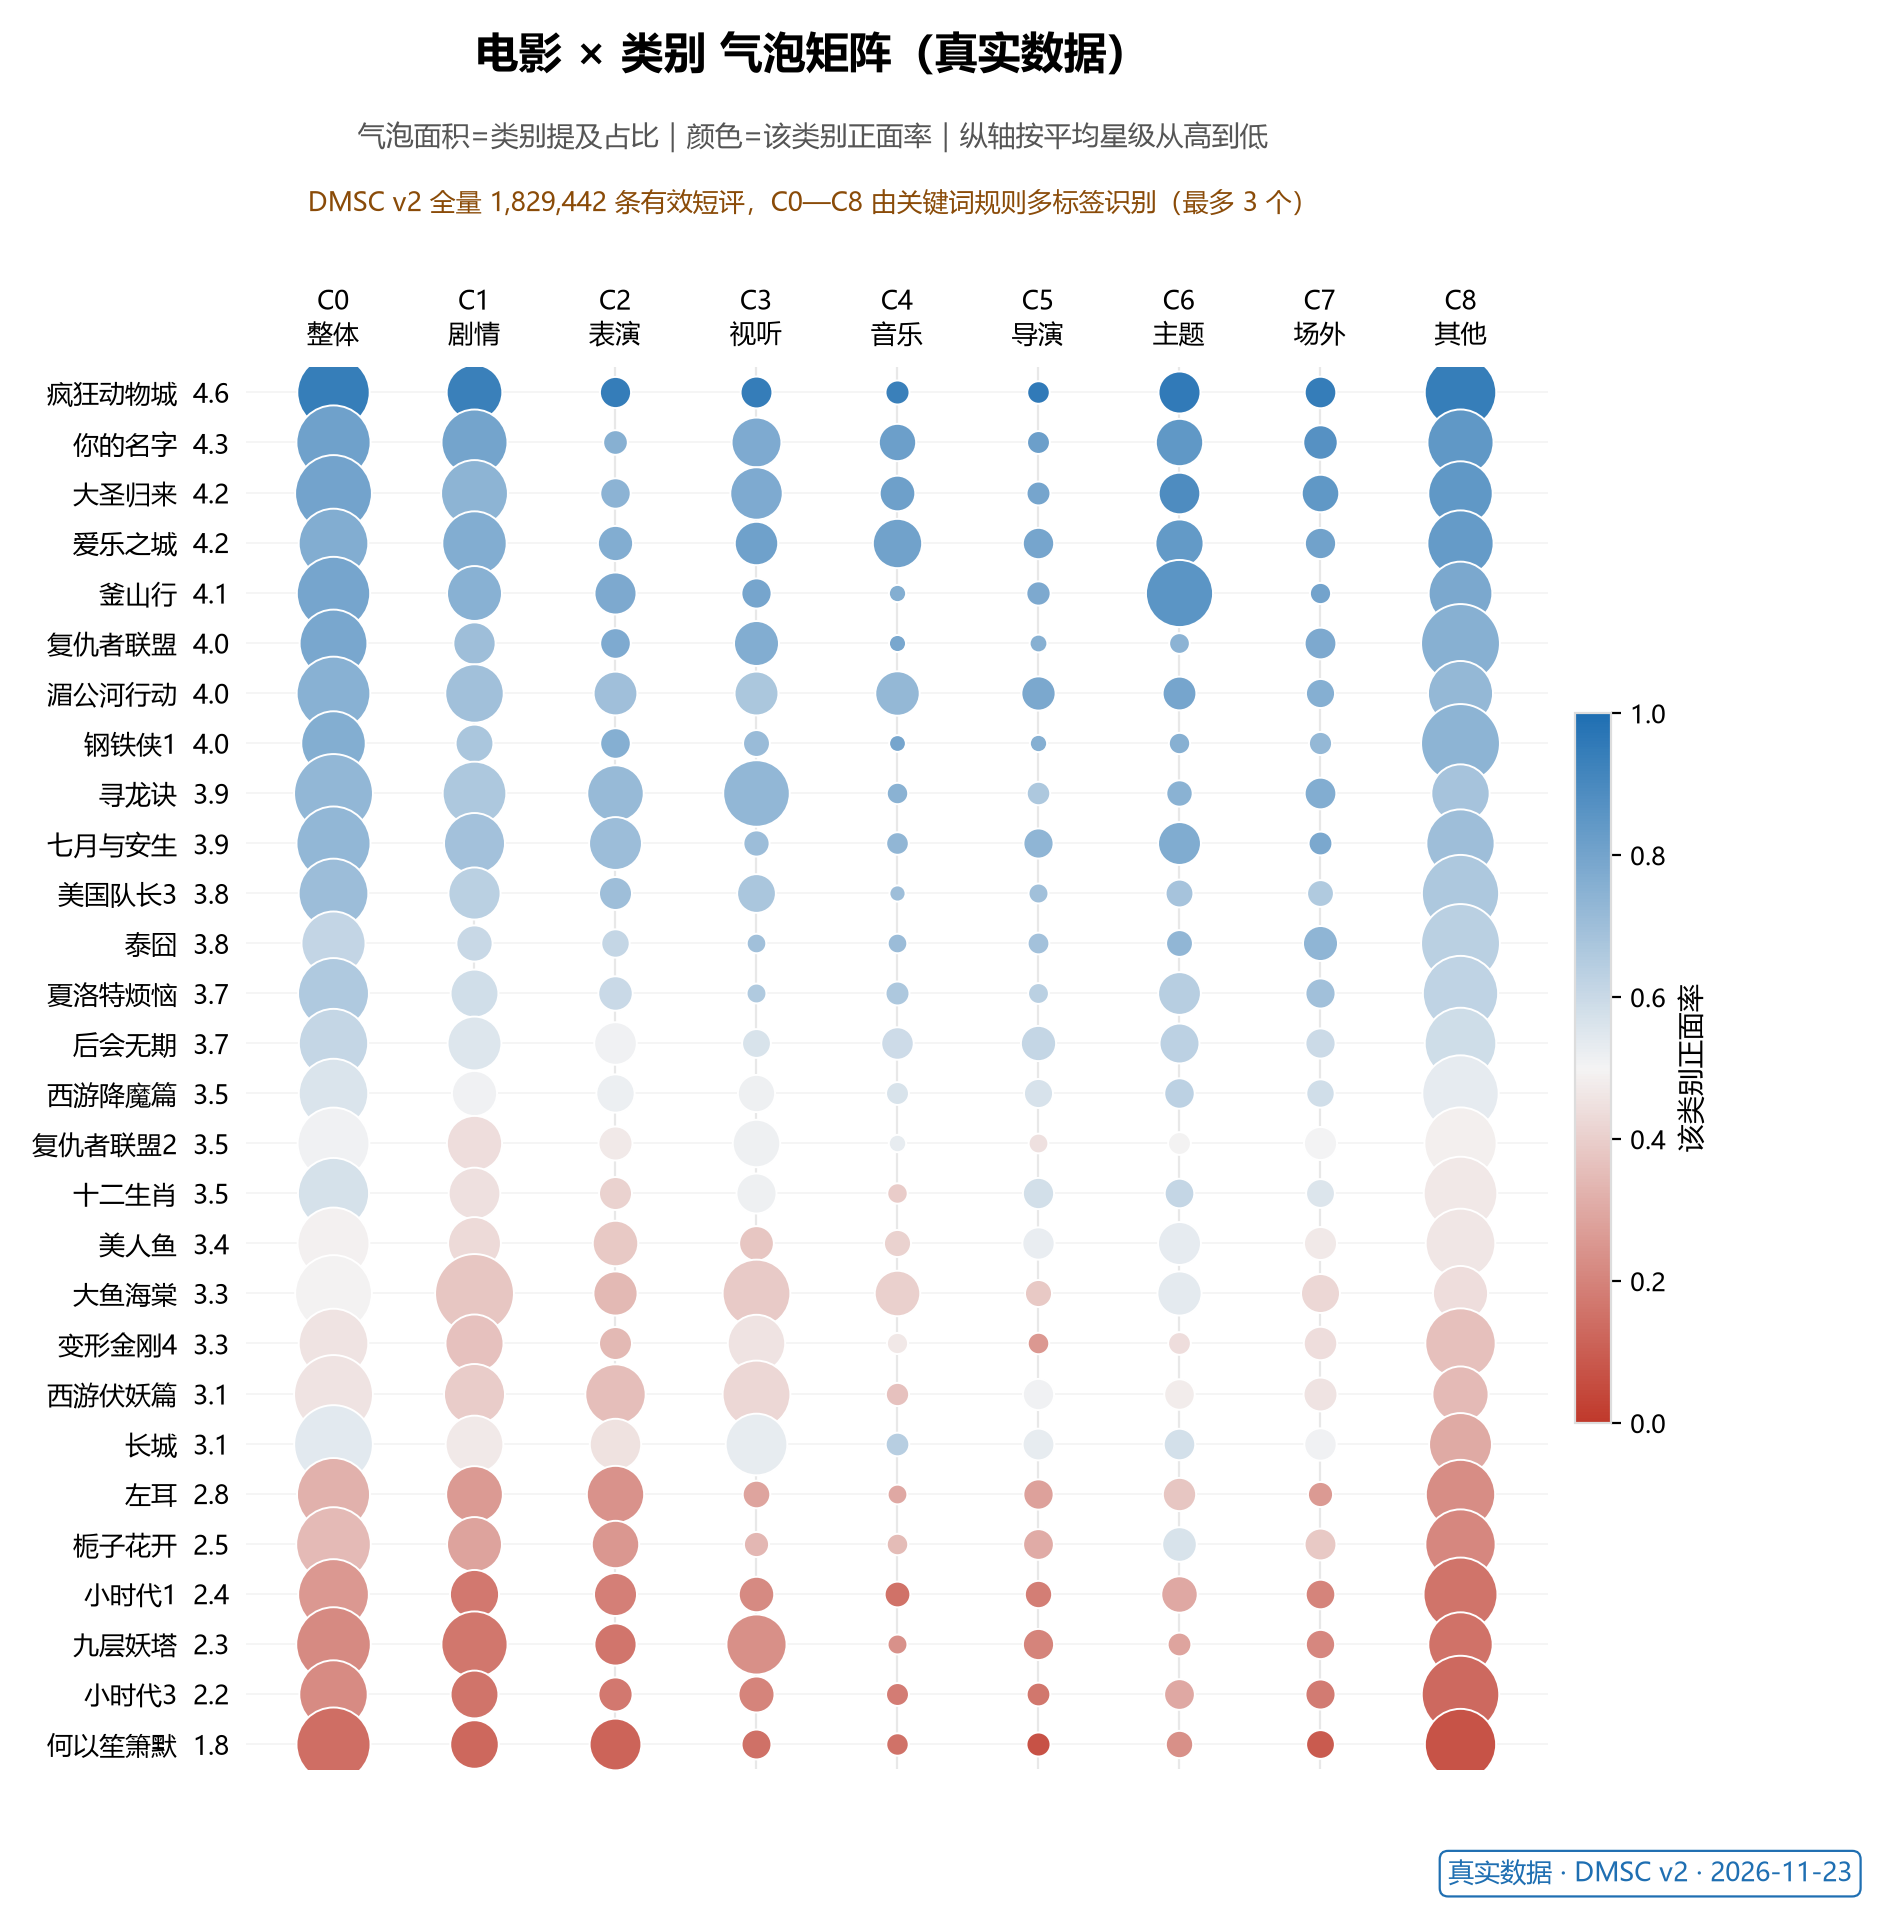 电影 × 类别 气泡矩阵（真实数据）
气泡面积=类别提及占比 | 颜色=该类别正面率 | 纵轴按平均星级从高到低
DMSC v2 全量 1,829,442 条有效短评，C0—C8 由关键词规则多标签识别（最多 3 个）
C0 C1 C2 C3 C4 C5 C6 C7 C8
整体 剧情 表演 视听 音乐 导演 主题 场外 其他
疯狂动物城 4.6
你的名字 4.3
大圣归来 4.2
爱乐之城 4.2
釜山行 4.1
复仇者联盟 4.0
湄公河行动 4.0
钢铁侠1 4.0
寻龙诀 3.9
七月与安生 3.9
美国队长3 3.8
泰囧 3.8
夏洛特烦恼 3.7
后会无期 3.7
西游降魔篇 3.5
复仇者联盟2 3.5
十二生肖 3.5
美人鱼 3.4
大鱼海棠 3.3
变形金刚4 3.3
西游伏妖篇 3.1
长城 3.1
左耳 2.8
栀子花开 2.5
小时代1 2.4
九层妖塔 2.3
小时代3 2.2
何以笙箫默 1.8
1.0
0.8
0.6
0.4
0.2
0.0
该类别正面率
真实数据 · DMSC v2 · 2026-11-23